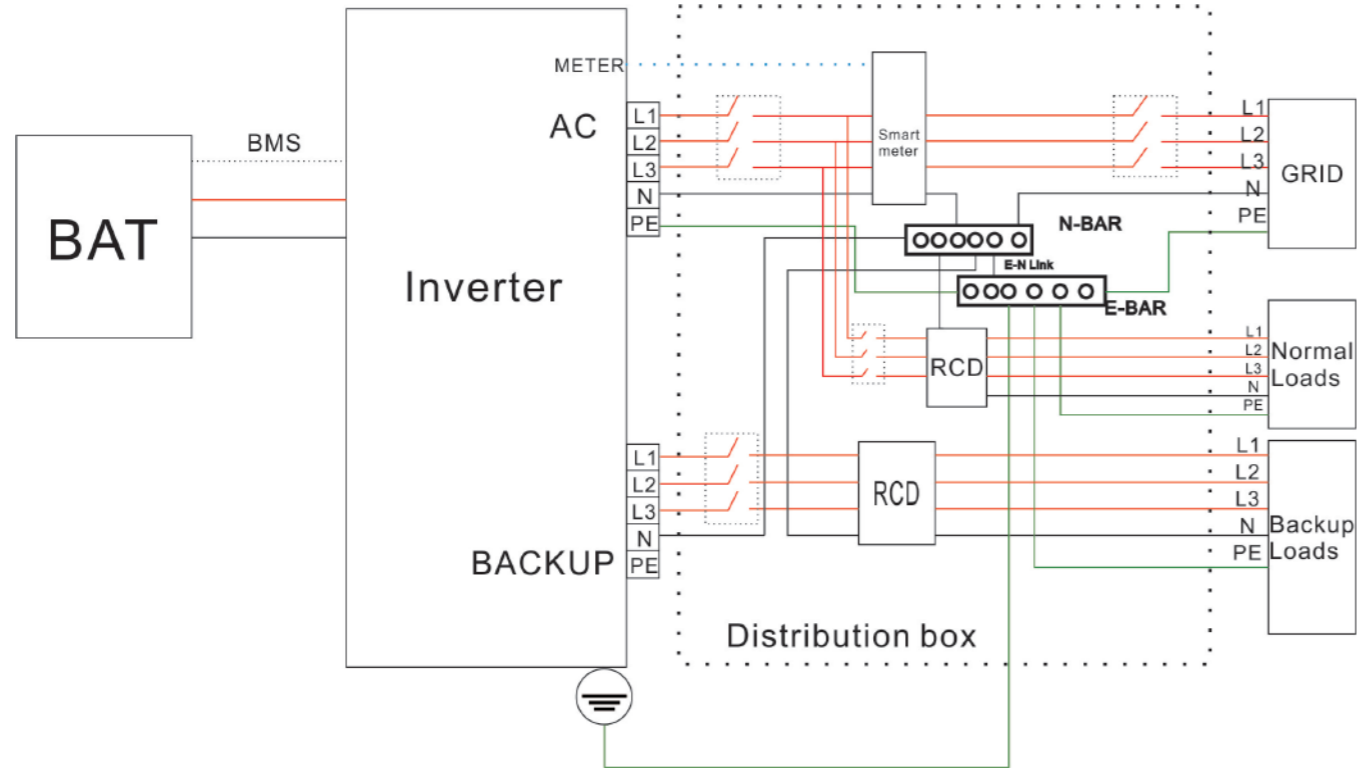 METER
AC
L1
L2
L3
N
PE
BMS
BAT
Inverter
Smart
meter
L1
L2
L3
N
PE
GRID
N-BAR
E-N Link
E-BAR
RCD
L1
L2
L3
N
PE
Normal
Loads
L1
L2
L3
N
PE
BACKUP
RCD
L1
L2
L3
N
PE
Backup
Loads
Distribution box